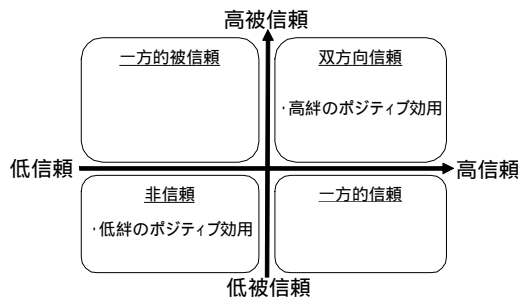 高被信頼
一方的被信頼
双方向信頼
・高絆のポジティブ効用
低信頼
高信頼
非信頼
一方的信頼
・低絆のポジティブ効用
低被信頼